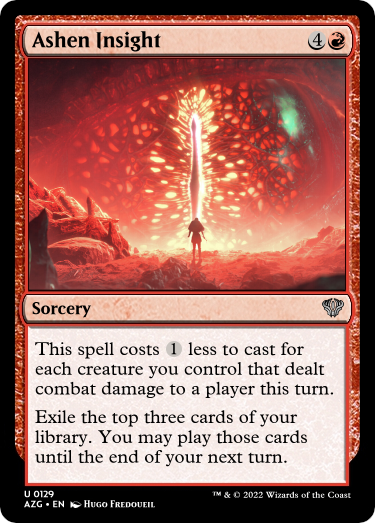 Ashen Insight 4
Sorcery
This spell costs 1 less to cast for
each creature you control that dealt
combat damage to a player this turn.
Exile the top three cards of your
library. You may play those cards
until the end of your next turn.
U 0129
AZG • EN Hugo Fredoueil
™ & © 2022 Wizards of the Coast